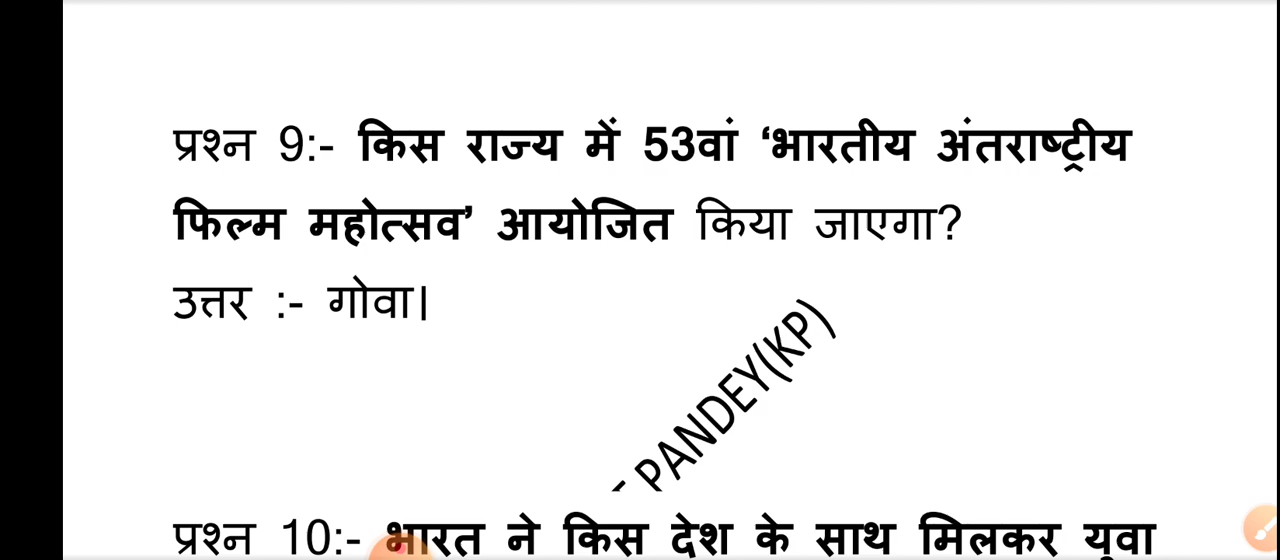 प्रश्न 9:- किस राज्य में 53वां ‘भारतीय अंतराष्ट्रीय
फिल्म महोत्सव’ आयोजित किया जाएगा?
उत्तर :- गोवा।
PANDEY(KP)
प्रश्न 10:- भारत ने किस देश के साथ मिलकर युवा